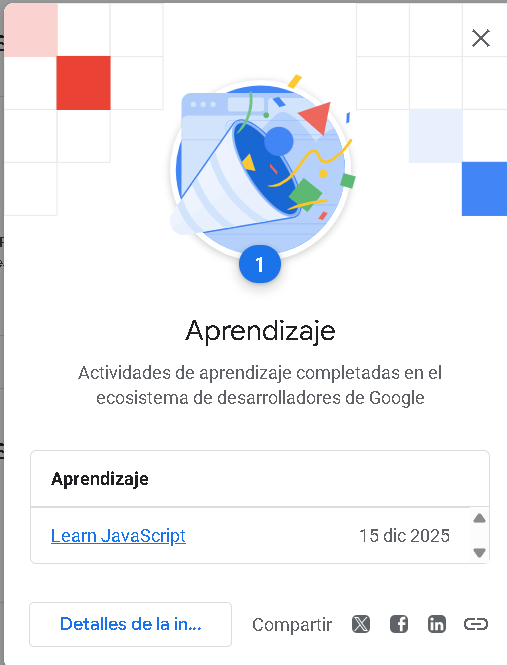 1
Aprendizaje
Actividades de aprendizaje completadas en el
ecosistema de desarrolladores de Google
Aprendizaje
Learn JavaScript 15 dic 2025
Detalles de la in... Compartir